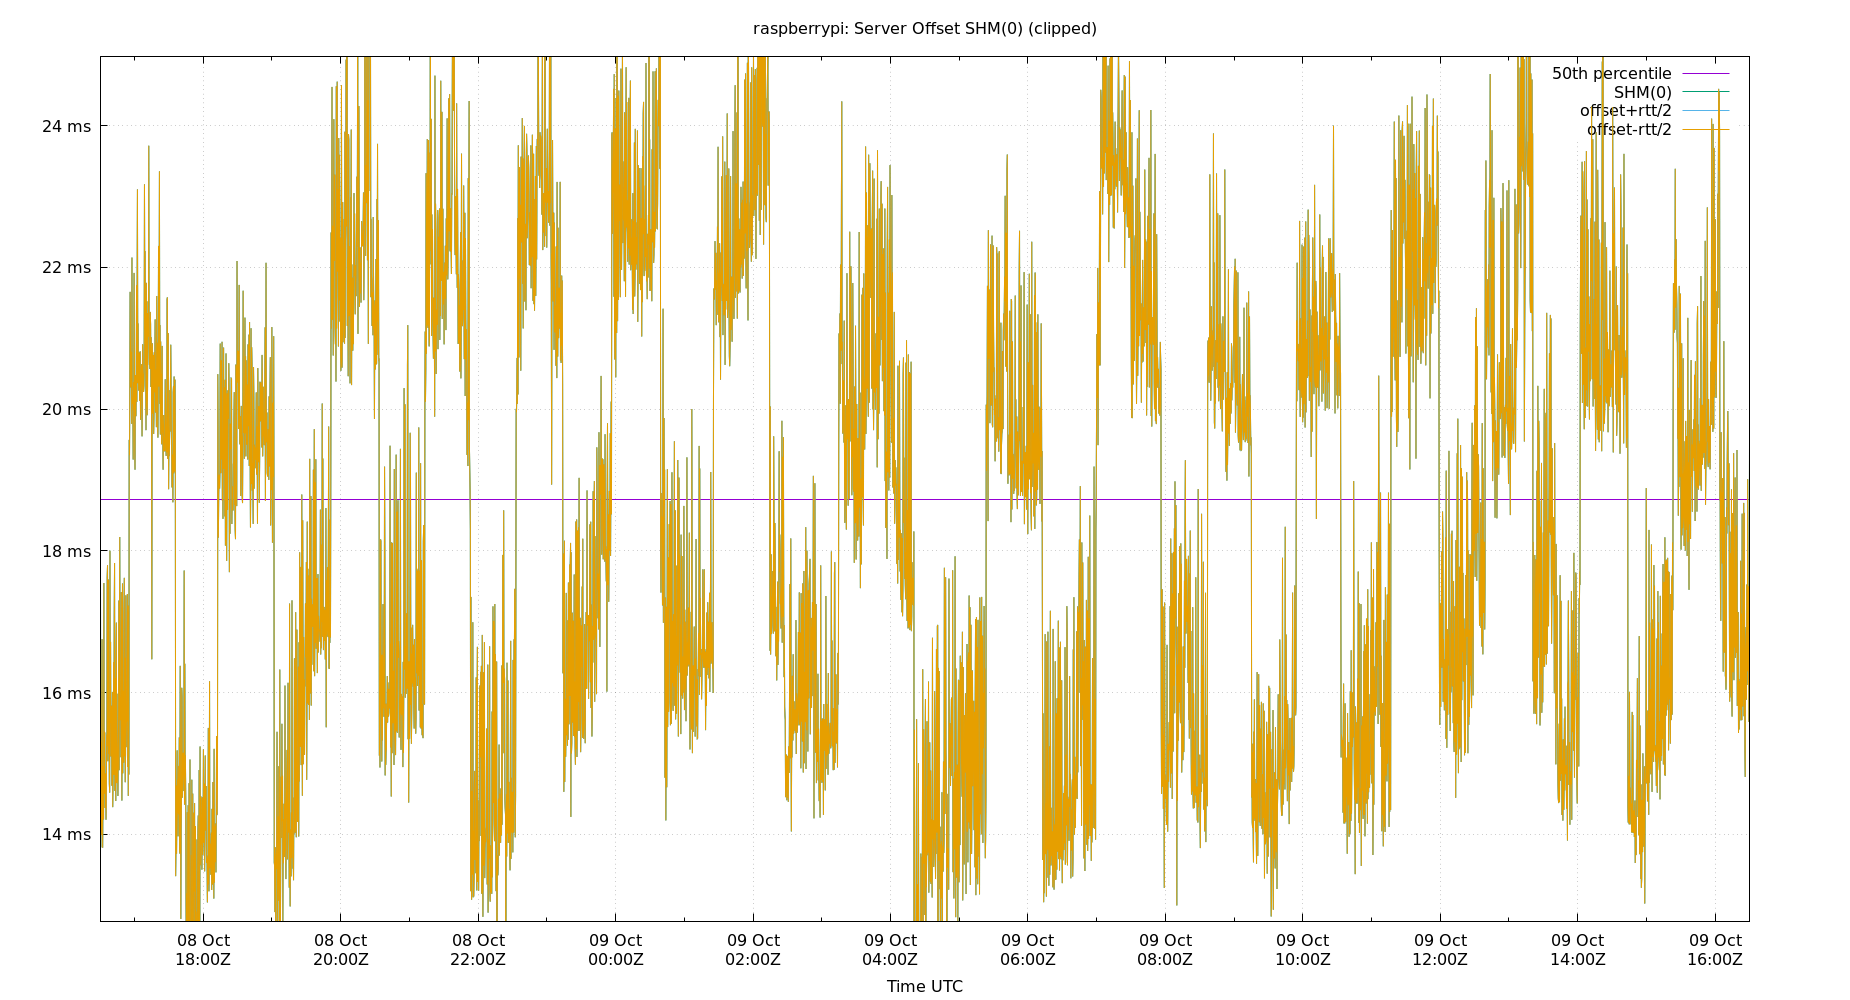 raspberrypi: Server Offset SHM(0) (clipped)
50th percentile
SHM(0)
offset+rtt/2
offset-rtt/2
24 ms
22 ms
20 ms
18 ms
16 ms
14 ms
08 Oct 08 Oct 08 Oct 09 Oct 09 Oct 09 Oct 09 Oct 09 Oct 09 Oct 09 Oct 09 Oct 09 Oct
18:00Z 20:00Z 22:00Z 00:00Z 02:00Z 04:00Z 06:00Z 08:00Z 10:00Z 12:00Z 14:00Z 16:00Z
Time UTC